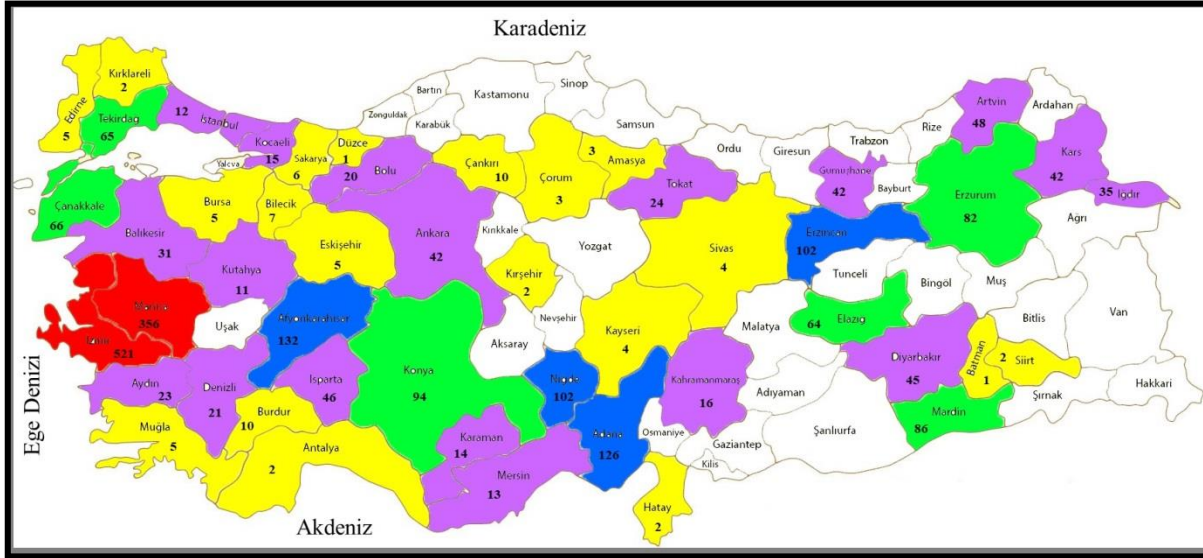 Karadeniz
Kırklareli
2
Edirne
5
Tekirdag
65
12
İstanbul
Kocaeli
15
Yalova
Sakarya
6
Düzce
1
Bolu
20
Zonguldak
Bartın
Karabük
Kastamonu
Sinop
Samsun
Çankırı
10
Çorum
3
3
Amasya
Tokat
24
Ordu
Giresun
Trabzon
Rize
Artvin
48
Ardahan
Kars
42
35
Iğdır
Gümüşhane
42
Bayburt
Erzurum
82
Ağrı
Çanakkale
66
Balıkesir
31
Bursa
5
Bilecik
7
Eskişehir
5
Kutahya
11
Ankara
42
Kırıkkale
Kırşehir
2
Yozgat
Sivas
4
Erzincan
102
Tunceli
Bingöl
Muş
Bitlis
Van
Manisa
356
İzmir
521
Uşak
Afyonkarahisar
132
Konya
94
Aksaray
Nevşehir
Kayseri
4
Malatya
Elazığ
64
Diyarbakır
45
Batman
1
2
Siirt
Hakkari
Şırnak
Mardin
86
Aydın
23
Denizli
21
Isparta
46
Burdur
10
Muğla
5
Antalya
2
Karaman
14
Mersin
13
Niğde
102
Adana
126
Osmaniye
Kahramanmaraş
16
Adıyaman
Şanlıurfa
Gaziantep
Kilis
Hatay
2
Ege Denizi
Akdeniz